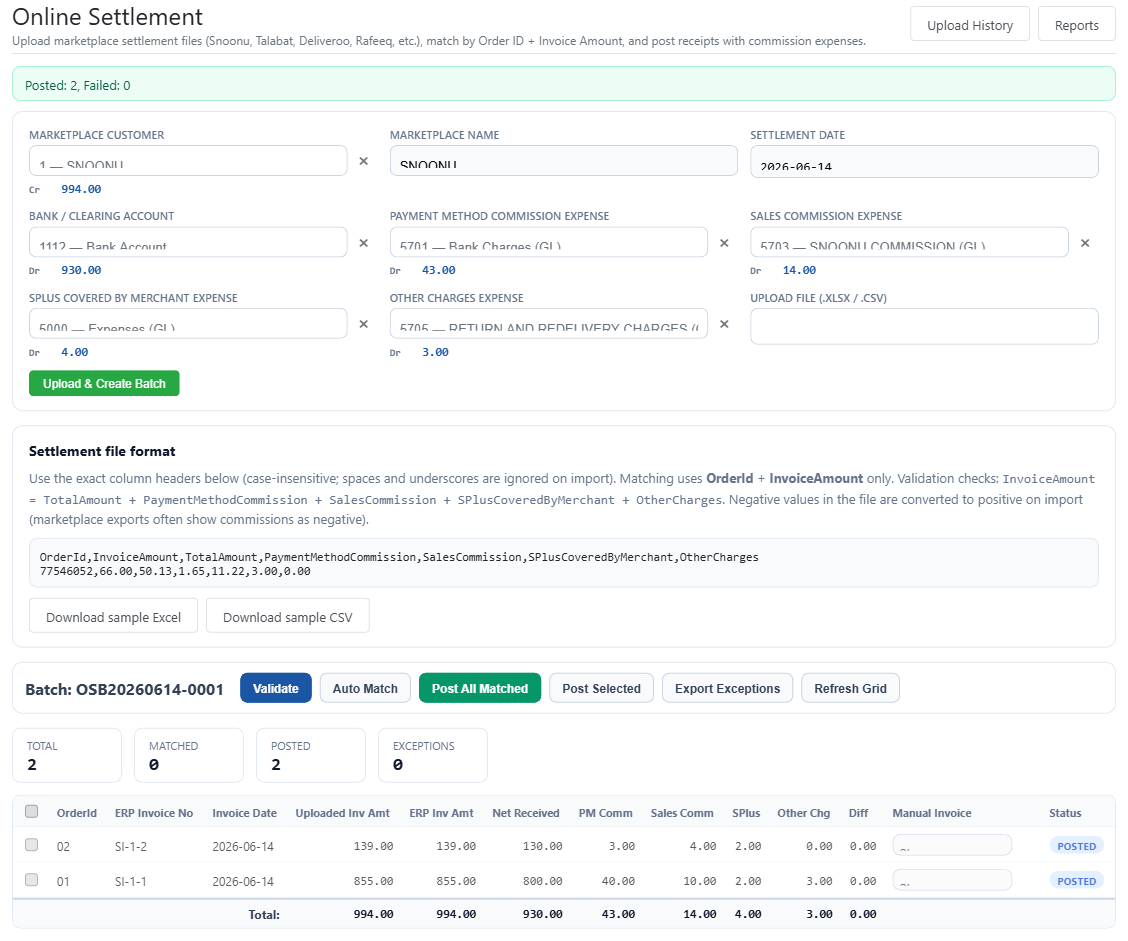 Online Settlement
Upload History
Reports
Upload marketplace settlement files (Snoonu, Talabat, Deliveroo, Rafeeq, etc.), match by Order ID + Invoice Amount, and post receipts with commission expenses.
Posted: 2, Failed: 0
MARKETPLACE CUSTOMER MARKETPLACE NAME SETTLEMENT DATE
1 — SNOONU × SNOONU 2026-06-14
Cr 994.00
BANK / CLEARING ACCOUNT PAYMENT METHOD COMMISSION EXPENSE SALES COMMISSION EXPENSE
1112 — Bank Account × 5701 — Bank Charges (GL) × 5703 — SNOONU COMMISSION (GL) ×
Dr 930.00 Dr 43.00 Dr 14.00
SPLUS COVERED BY MERCHANT EXPENSE OTHER CHARGES EXPENSE UPLOAD FILE (.XLSX / .CSV)
5000 — Expenses (GL) × 5705 — RETURN AND REDELIVERY CHARGES (G ×
Dr 4.00 Dr 3.00
Upload & Create Batch
Settlement file format
Use the exact column headers below (case-insensitive; spaces and underscores are ignored on import). Matching uses OrderId + InvoiceAmount only. Validation checks: InvoiceAmount
= TotalAmount + PaymentMethodCommission + SalesCommission + SPlusCoveredByMerchant + OtherCharges. Negative values in the file are converted to positive on import
(marketplace exports often show commissions as negative).
OrderId,InvoiceAmount,TotalAmount,PaymentMethodCommission,SalesCommission,SPlusCoveredByMerchant,OtherCharges
77546052,66.00,50.13,1.65,11.22,3.00,0.00
Download sample Excel Download sample CSV
Batch: OSB20260614-0001 Validate Auto Match Post All Matched Post Selected Export Exceptions Refresh Grid
TOTAL MATCHED POSTED EXCEPTIONS
2 0 2 0
OrderId ERP Invoice No Invoice Date Uploaded Inv Amt ERP Inv Amt Net Received PM Comm Sales Comm SPlus Other Chg Diff Manual Invoice Status
02 SI-1-2 2026-06-14 139.00 139.00 130.00 3.00 4.00 2.00 0.00 0.00 POSTED
01 SI-1-1 2026-06-14 855.00 855.00 800.00 40.00 10.00 2.00 3.00 0.00 POSTED
Total: 994.00 994.00 930.00 43.00 14.00 4.00 3.00 0.00